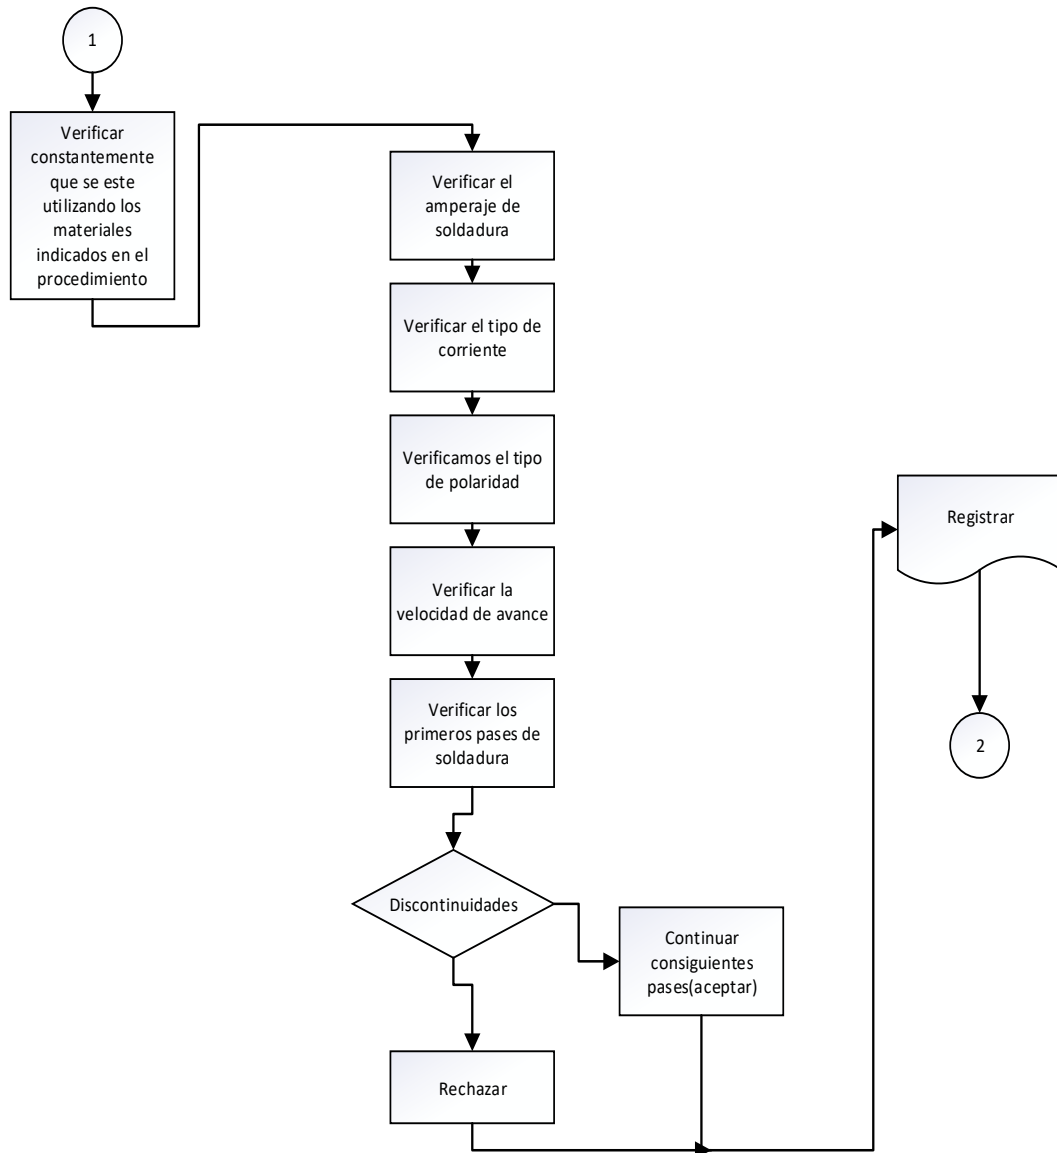 1
Verificar
constantemente
que se este
utilizando los
materiales
indicados en el
procedimiento
Verificar el
amperaje de
soldadura
Verificar el tipo de
corriente
Verificamos el tipo
de polaridad
Verificar la
velocidad de avance
Verificar los
primeros pases de
soldadura
Discontinuidades
Continuar
consiguientes
pases(aceptar)
Rechazar
Registrar
2